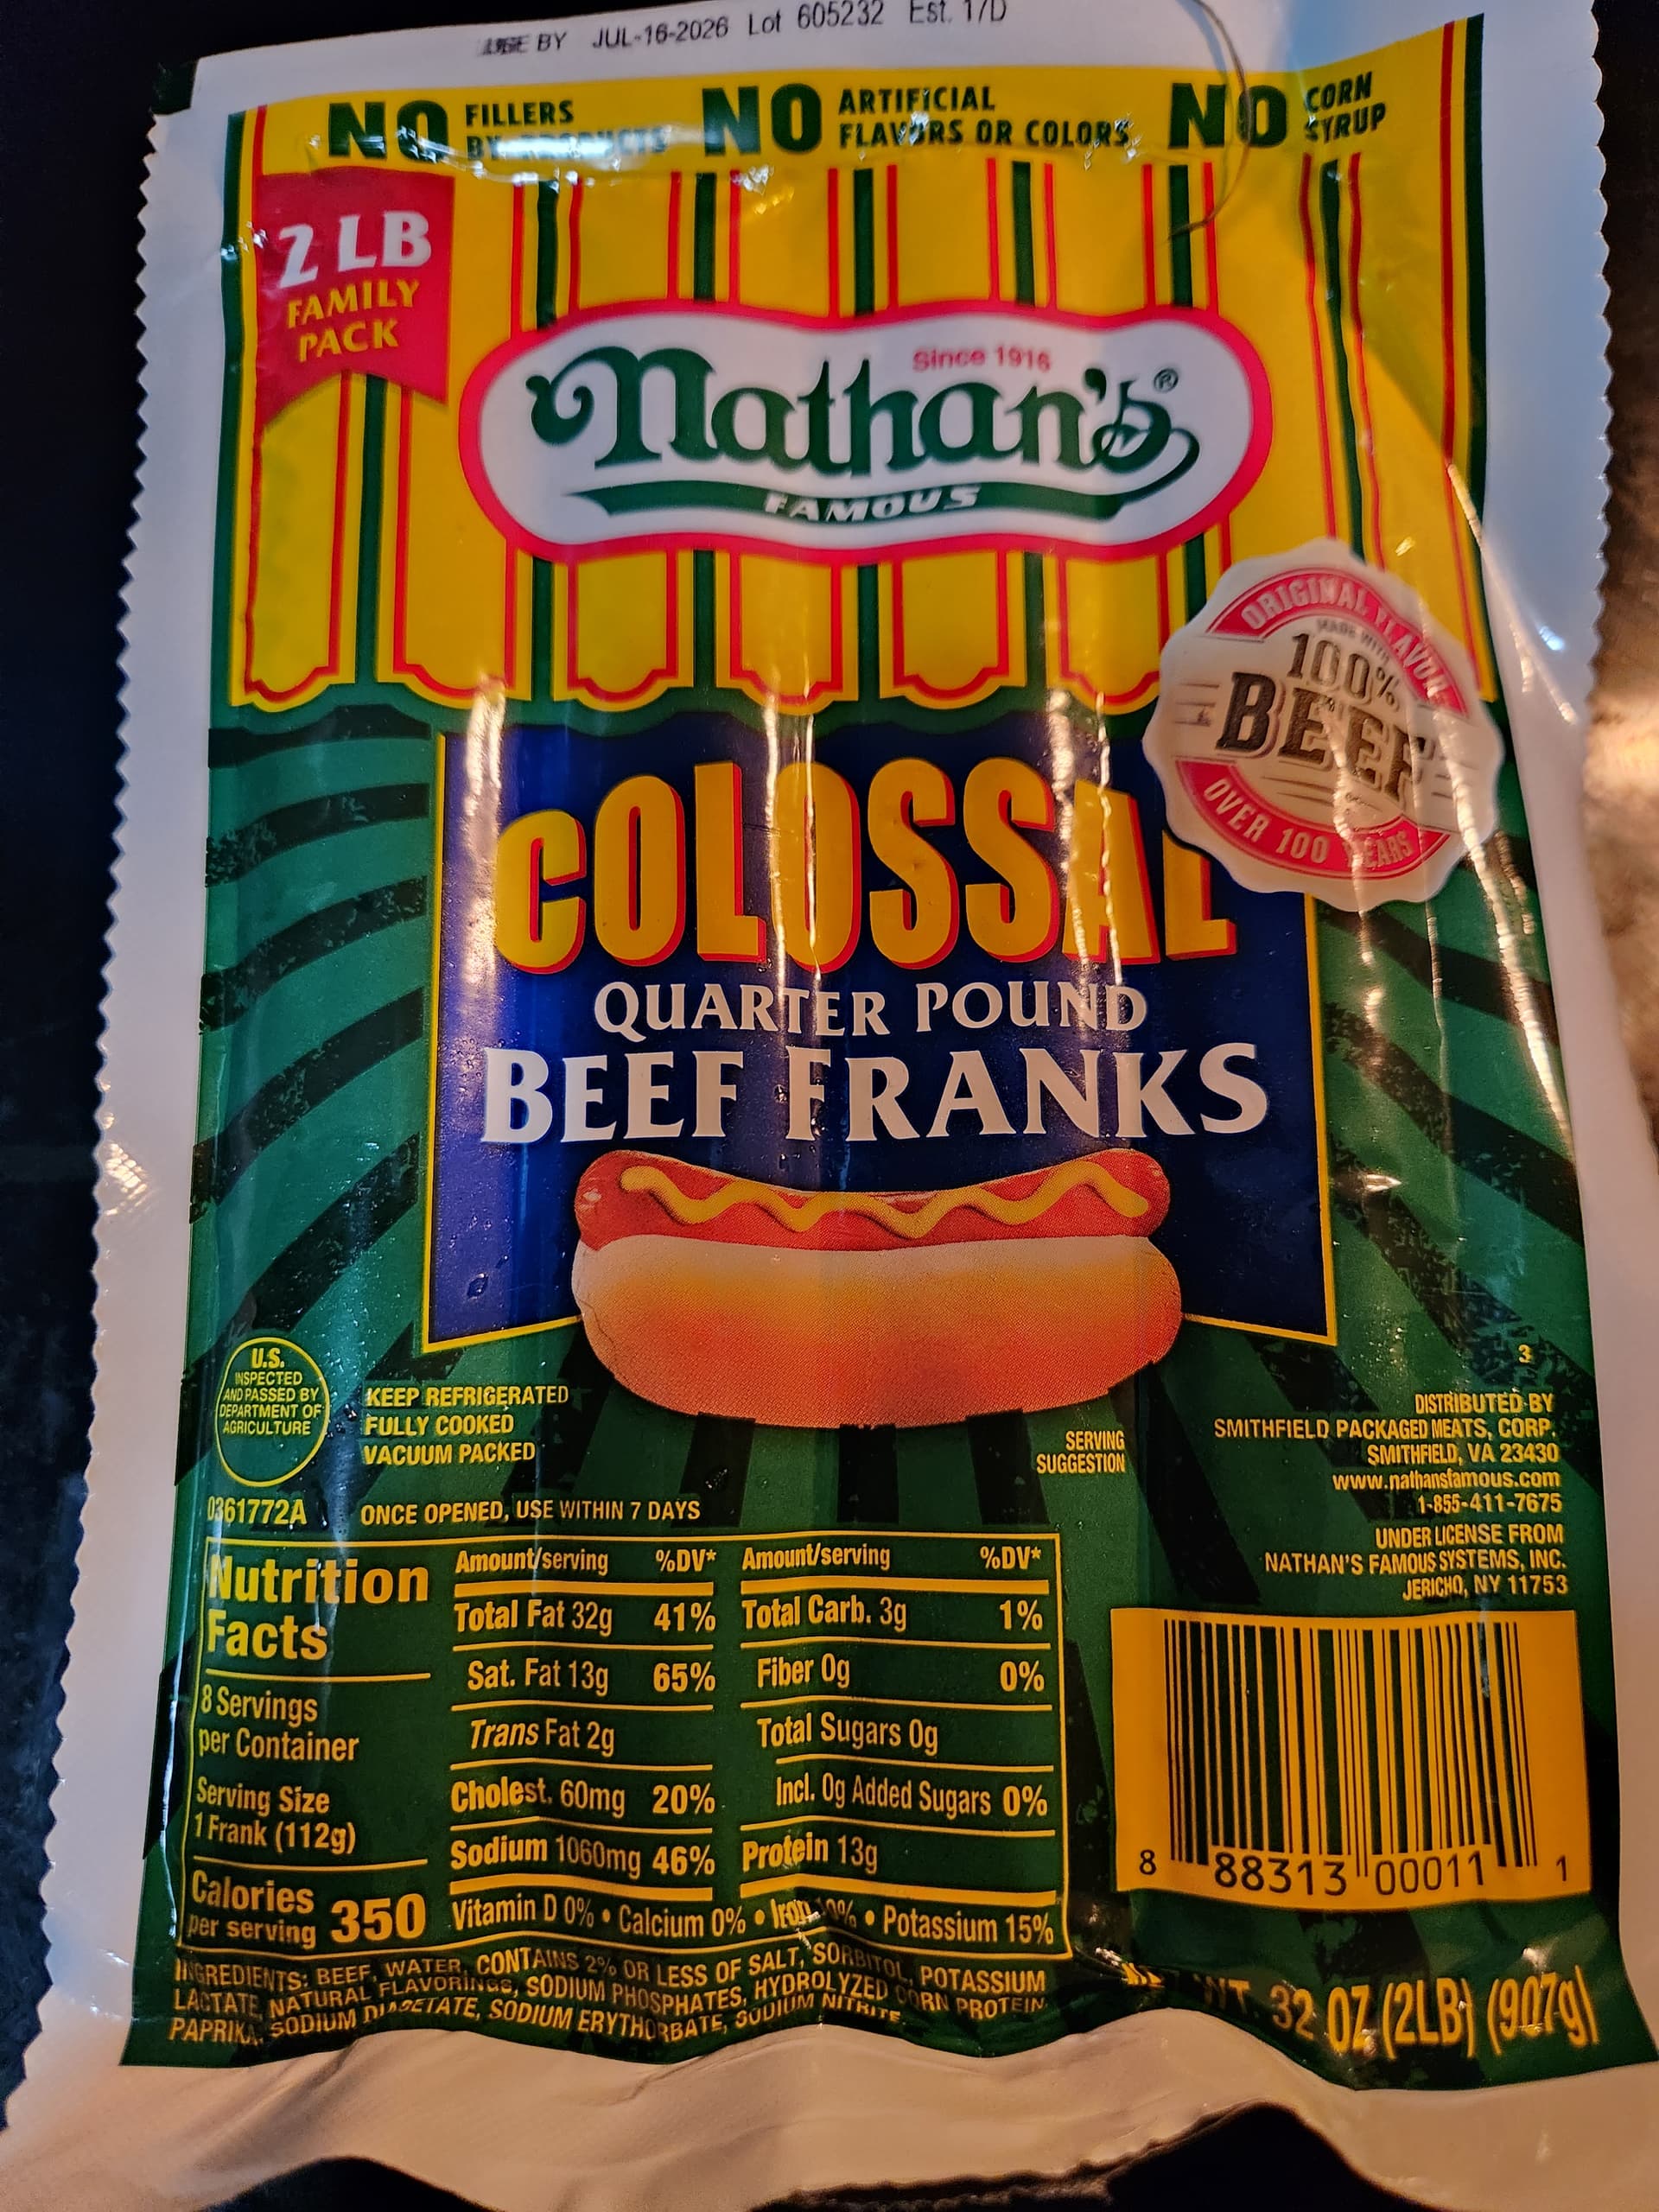 USE BY JUL-16-2026 Lot 605232 Est. 17D
NO FILLERS
BY-PRODUCTS
NO ARTIFICIAL
FLAVORS OR COLORS
NO CORN
SYRUP
2 LB
FAMILY
PACK
Since 1916
Nathan's®
FAMOUS
ORIGINAL FLAVOR
MADE WITH
100%
BEEF
OVER 100 YEARS
COLOSSAL
QUARTER POUND
BEEF FRANKS
U.S.
INSPECTED
AND PASSED BY
DEPARTMENT OF
AGRICULTURE
KEEP REFRIGERATED
FULLY COOKED
VACUUM PACKED
SERVING
SUGGESTION
3
DISTRIBUTED BY
SMITHFIELD PACKAGED MEATS, CORP.
SMITHFIELD, VA 23430
www.nathansfamous.com
1-855-411-7675
UNDER LICENSE FROM
NATHAN'S FAMOUS SYSTEMS, INC.
JERICHO, NY 11753
0361772A
ONCE OPENED, USE WITHIN 7 DAYS
Nutrition
Facts
8 Servings
per Container
Serving Size
1 Frank (112g)
Calories
per serving 350
Amount/serving %DV*
Total Fat 32g 41%
Sat. Fat 13g 65%
Trans Fat 2g
Cholest. 60mg 20%
Sodium 1060mg 46%
Amount/serving %DV*
Total Carb. 3g 1%
Fiber 0g 0%
Total Sugars 0g
Incl. 0g Added Sugars 0%
Protein 13g
Vitamin D 0% • Calcium 0% • Iron • Potassium 15%
INGREDIENTS: BEEF, WATER, CONTAINS 2% OR LESS OF SALT, SORBITOL, POTASSIUM
LACTATE, NATURAL FLAVORINGS, SODIUM PHOSPHATES, HYDROLYZED CORN PROTEIN,
PAPRIKA, SODIUM DIACETATE, SODIUM ERYTHORBATE, SODIUM NITRITE.
8 88313 00011 1
WT. 32 OZ (2LB) (907g)